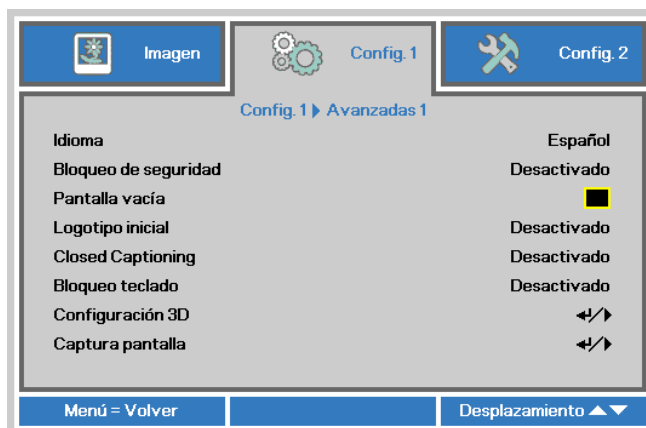 Imagen
Config. 1
Config. 2
Config. 1 Avanzadas 1
Idioma Español
Bloqueo de seguridad Desactivado
Pantalla vacía
Logotipo inicial Desactivado
Closed Captioning Desactivado
Bloqueo teclado Desactivado
Configuración 3D
Captura pantalla
Menú = Volver
Desplazamiento